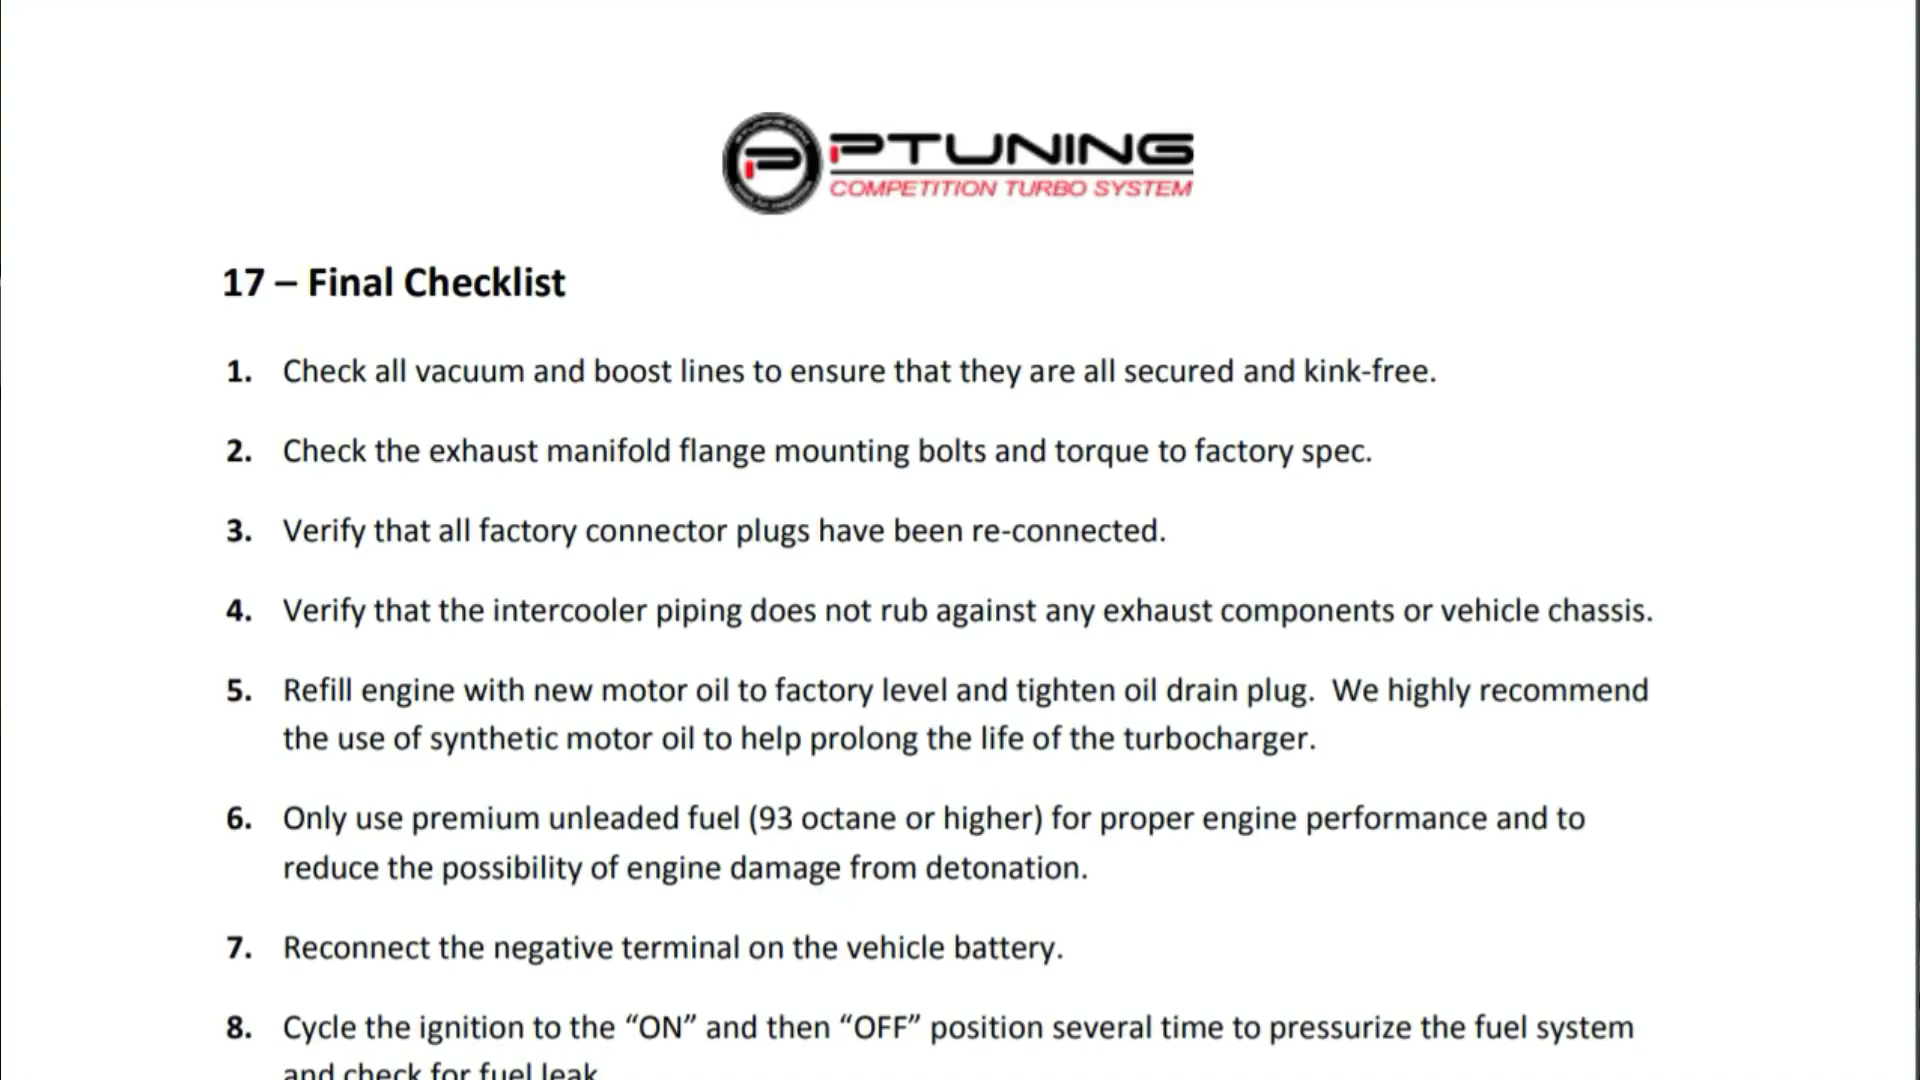 PTUNING
COMPETITION TURBO SYSTEM
17 – Final Checklist
1. Check all vacuum and boost lines to ensure that they are all secured and kink-free.
2. Check the exhaust manifold flange mounting bolts and torque to factory spec.
3. Verify that all factory connector plugs have been re-connected.
4. Verify that the intercooler piping does not rub against any exhaust components or vehicle chassis.
5. Refill engine with new motor oil to factory level and tighten oil drain plug.  We highly recommend
the use of synthetic motor oil to help prolong the life of the turbocharger.
6. Only use premium unleaded fuel (93 octane or higher) for proper engine performance and to
reduce the possibility of engine damage from detonation.
7. Reconnect the negative terminal on the vehicle battery.
8. Cycle the ignition to the “ON” and then “OFF” position several time to pressurize the fuel system
and check for fuel leak